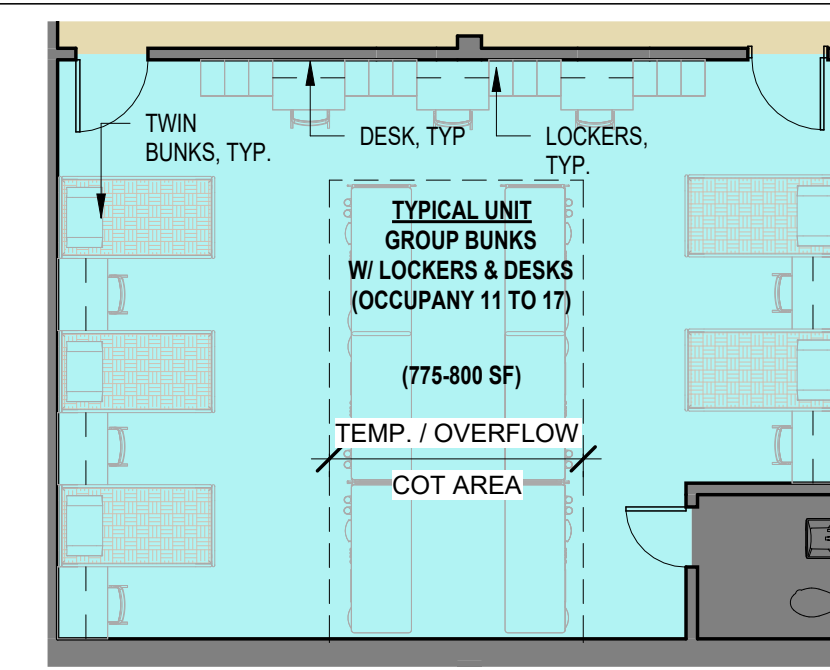 TWIN
BUNKS, TYP.
DESK, TYP
LOCKERS,
TYP.
TYPICAL UNIT
GROUP BUNKS
W/ LOCKERS & DESKS
(OCCUPANY 11 TO 17)
(775-800 SF)
TEMP. / OVERFLOW
COT AREA